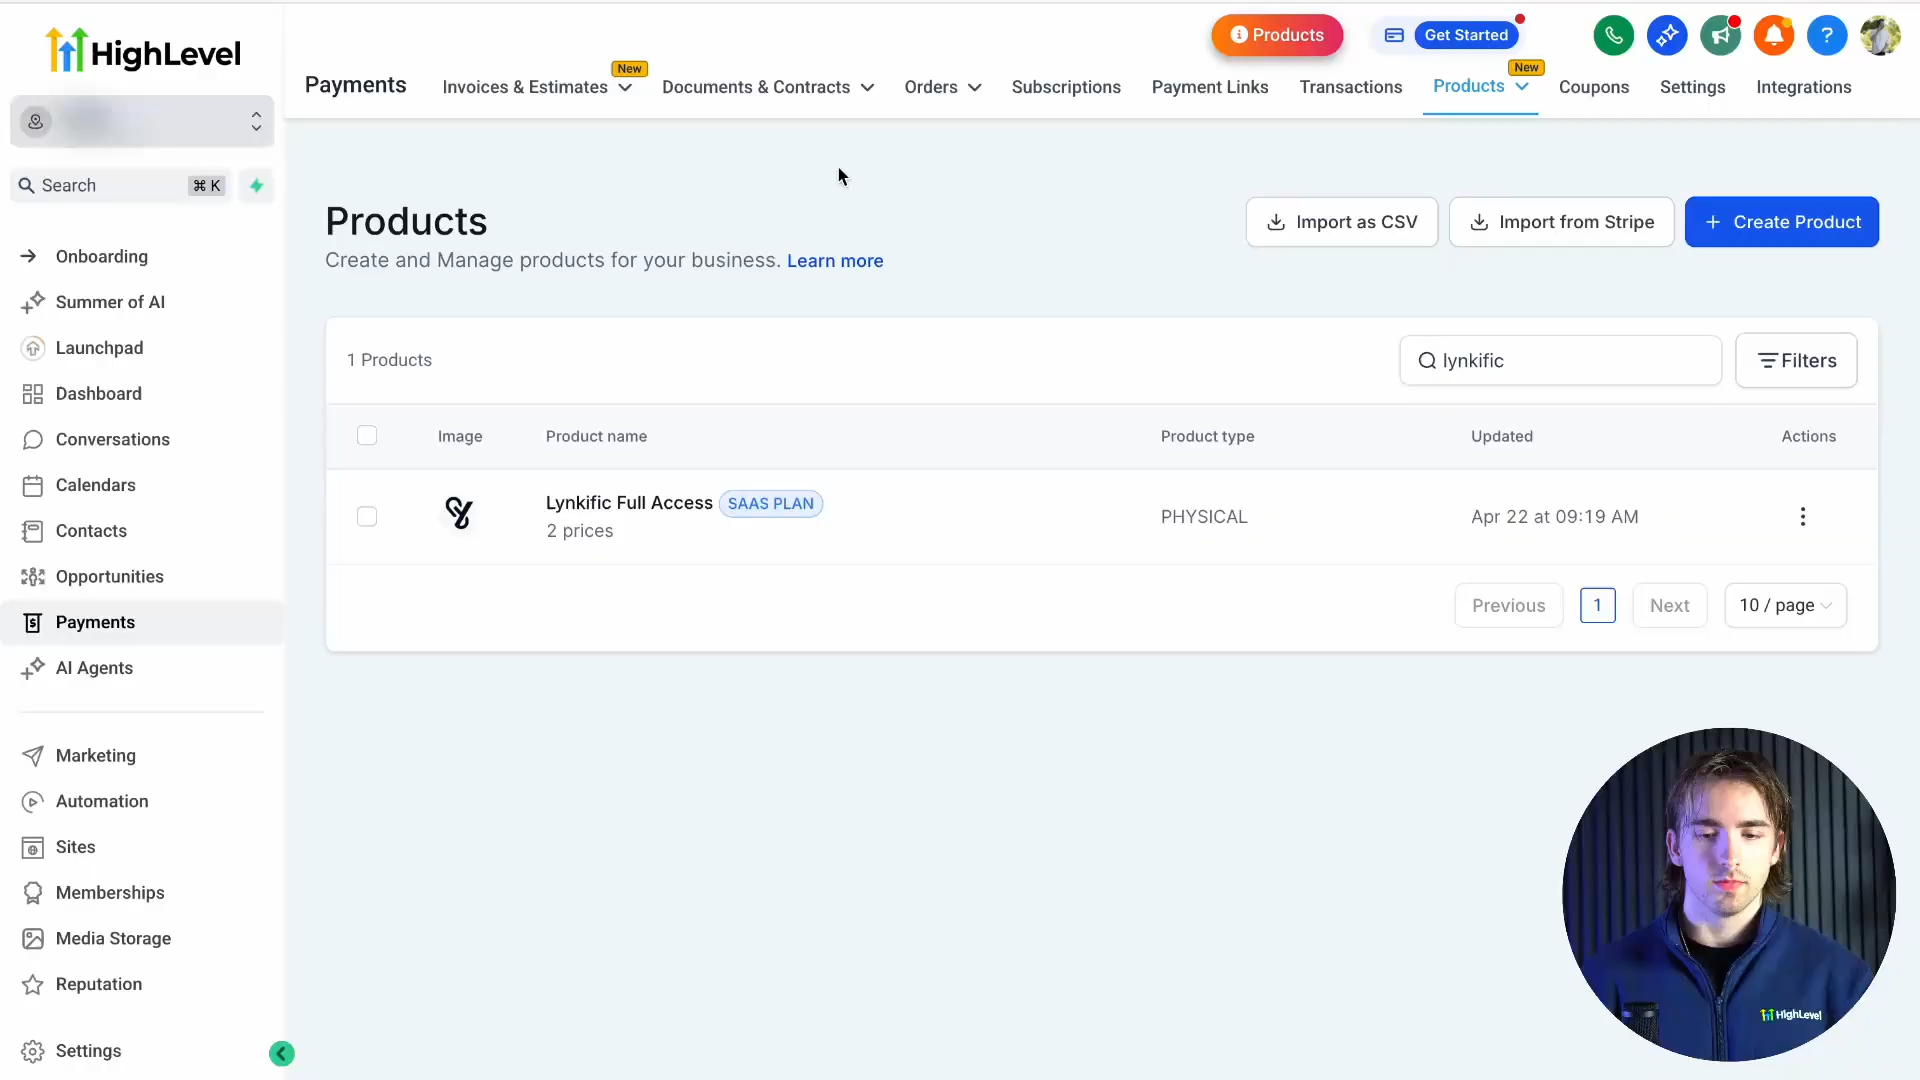 HighLevel
Products
Get Started
Payments
Invoices & Estimates
New
Documents & Contracts
Orders
Subscriptions
Payment Links
Transactions
Products
New
Coupons
Settings
Integrations
Search
⌘ K
Onboarding
Summer of AI
Launchpad
Dashboard
Conversations
Calendars
Contacts
Opportunities
Payments
AI Agents
Marketing
Automation
Sites
Memberships
Media Storage
Reputation
Settings
Products
Create and Manage products for your business. Learn more
Import as CSV
Import from Stripe
+ Create Product
1 Products
lynkific
Filters
Image Product name Product type Updated Actions
Lynkific Full Access SAAS PLAN
2 prices
PHYSICAL
Apr 22 at 09:19 AM
Previous 1 Next 10 / page
HighLevel